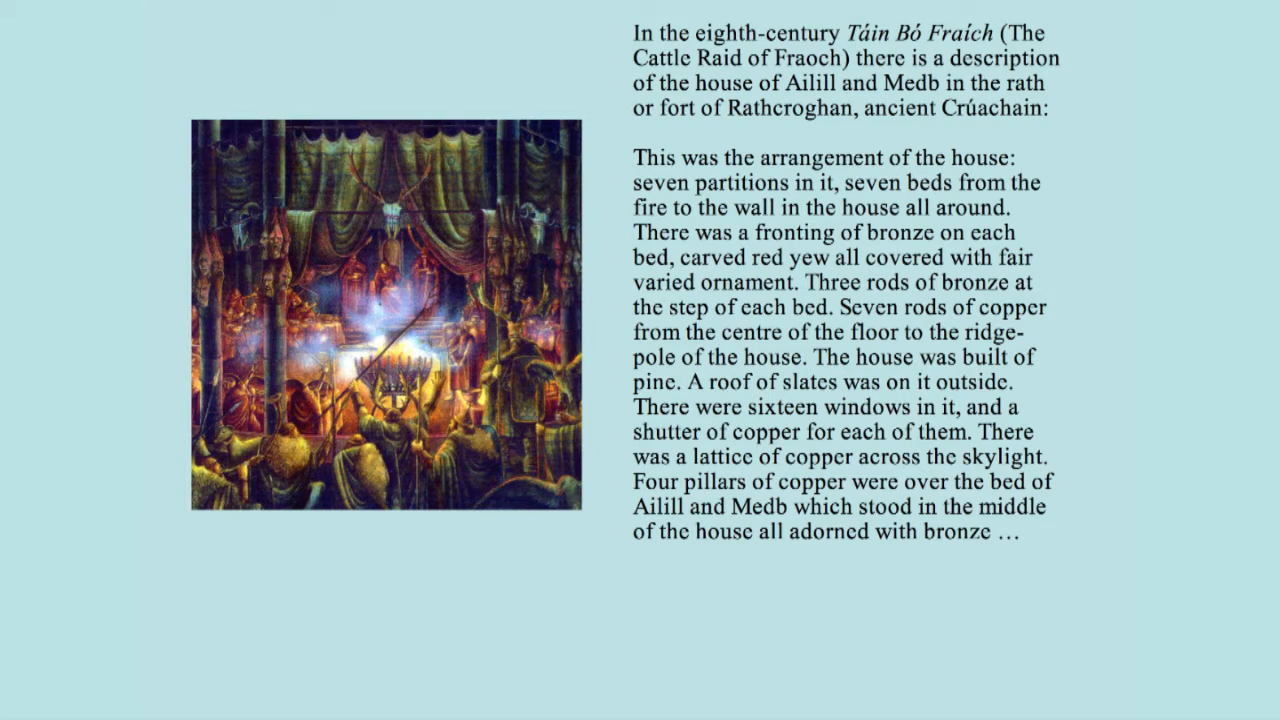 In the eighth-century Táin Bó Fraích (The
Cattle Raid of Fraoch) there is a description
of the house of Ailill and Medb in the rath
or fort of Rathcroghan, ancient Crúachain:
This was the arrangement of the house:
seven partitions in it, seven beds from the
fire to the wall in the house all around.
There was a fronting of bronze on each
bed, carved red yew all covered with fair
varied ornament. Three rods of bronze at
the step of each bed. Seven rods of copper
from the centre of the floor to the ridge-
pole of the house. The house was built of
pine. A roof of slates was on it outside.
There were sixteen windows in it, and a
shutter of copper for each of them. There
was a lattice of copper across the skylight.
Four pillars of copper were over the bed of
Ailill and Medb which stood in the middle
of the house all adorned with bronze …